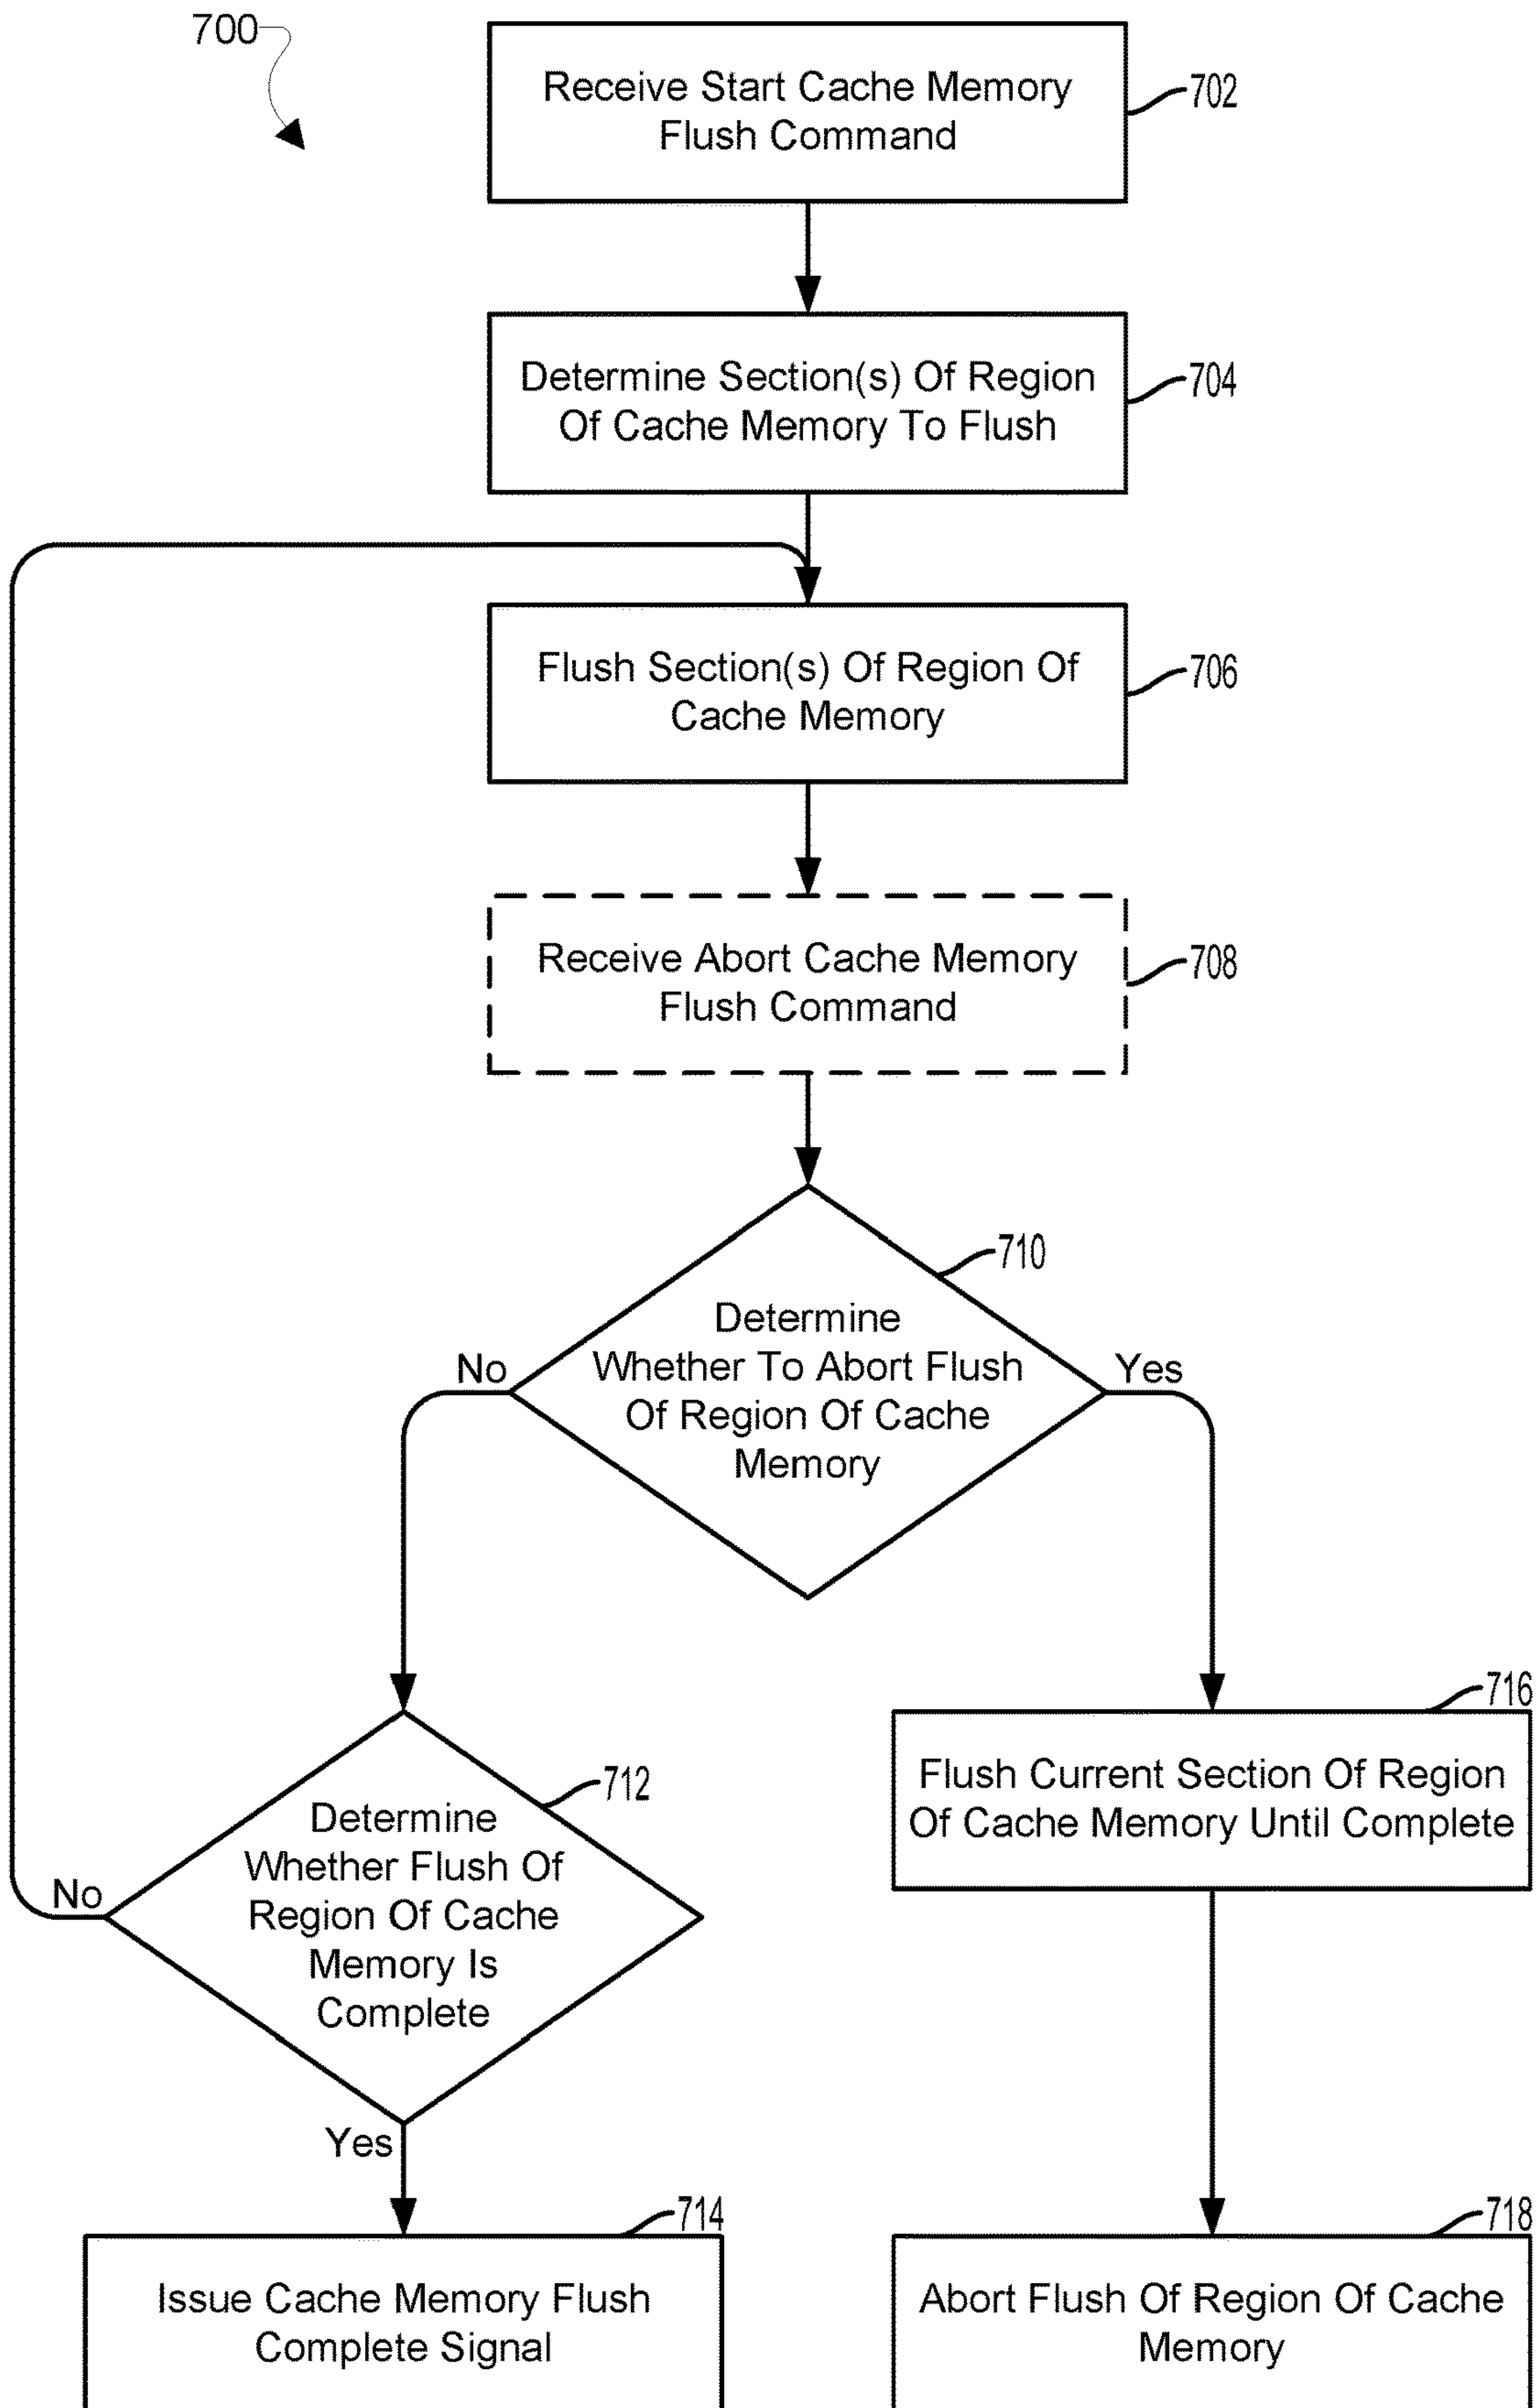 700
Receive Start Cache Memory
Flush Command
702
Determine Section(s) Of Region
Of Cache Memory To Flush
704
Flush Section(s) Of Region Of
Cache Memory
706
Receive Abort Cache Memory
Flush Command
708
710
Determine
Whether To Abort Flush
Of Region Of Cache
Memory
No
Yes
712
Determine
Whether Flush Of
Region Of Cache
Memory Is
Complete
No
Yes
716
Flush Current Section Of Region
Of Cache Memory Until Complete
714
Issue Cache Memory Flush
Complete Signal
718
Abort Flush Of Region Of Cache
Memory